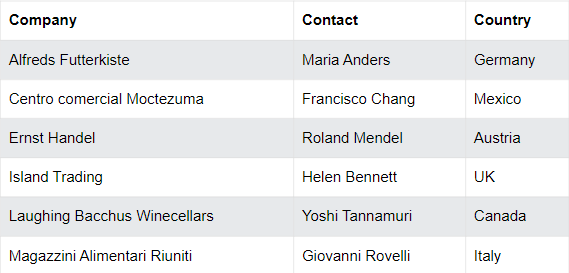 Company Contact Country
Alfreds Futterkiste Maria Anders Germany
Centro comercial Moctezuma Francisco Chang Mexico
Ernst Handel Roland Mendel Austria
Island Trading Helen Bennett UK
Laughing Bacchus Winecellars Yoshi Tannamuri Canada
Magazzini Alimentari Riuniti Giovanni Rovelli Italy